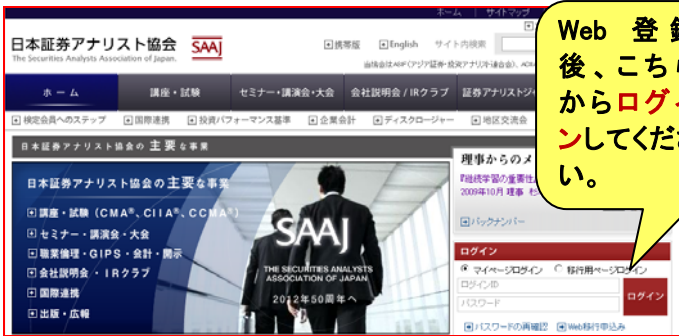 ホーム サイトマップ
日本証券アナリスト協会 SAAJ
The Securities Analysts Association of Japan.
携帯版 English サイト内検索
ホーム 講座・試験 セミナー・講演会・大会 会社説明会 / IRクラブ 証券アナリスト
検定会員へのステップ 国際連携 投資パフォーマンス基準 企業会計 ディスクロージャー 地区交流会
日本証券アナリスト協会の主要な事業
日本証券アナリスト協会の主要な事業
講座・試験 (CMA®、CIIA®、CCMA®)
セミナー・講演会・大会
職業倫理・GIPS・会計・開示
会社説明会・IRクラブ
国際連携
出版・広報
SAAJ
THE SECURITIES ANALYSTS
ASSOCIATION OF JAPAN
2012年50周年へ
理事からのメ
『継続学習の重要性
2009年10月 理事
バックナンバー
ログイン
マイページログイン 移行用ページログイン
ログインID
パスワード
ログイン
パスワードの再確認 Web移行申込み
Web 登録
後、こちら
からログイ
ンしてくださ
い。